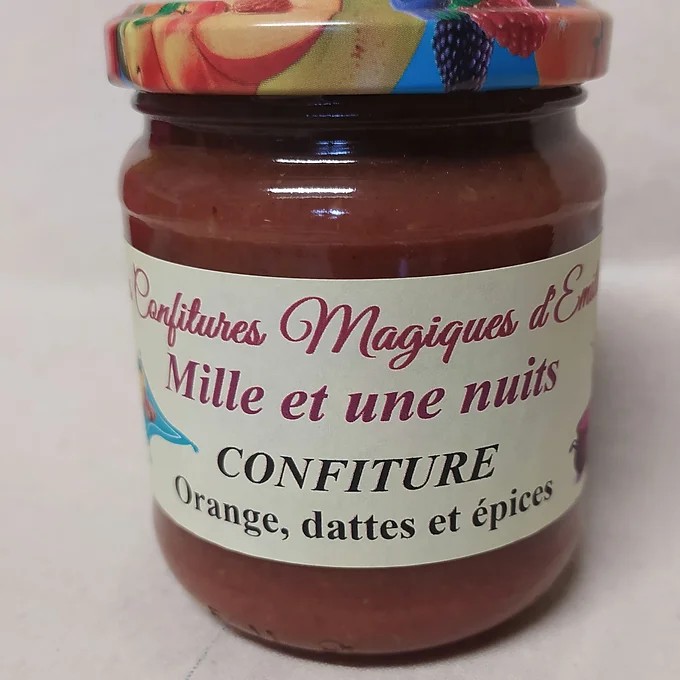 Confitures Magiques
Mille et une nuits
CONFITURE
Orange, dattes et épices